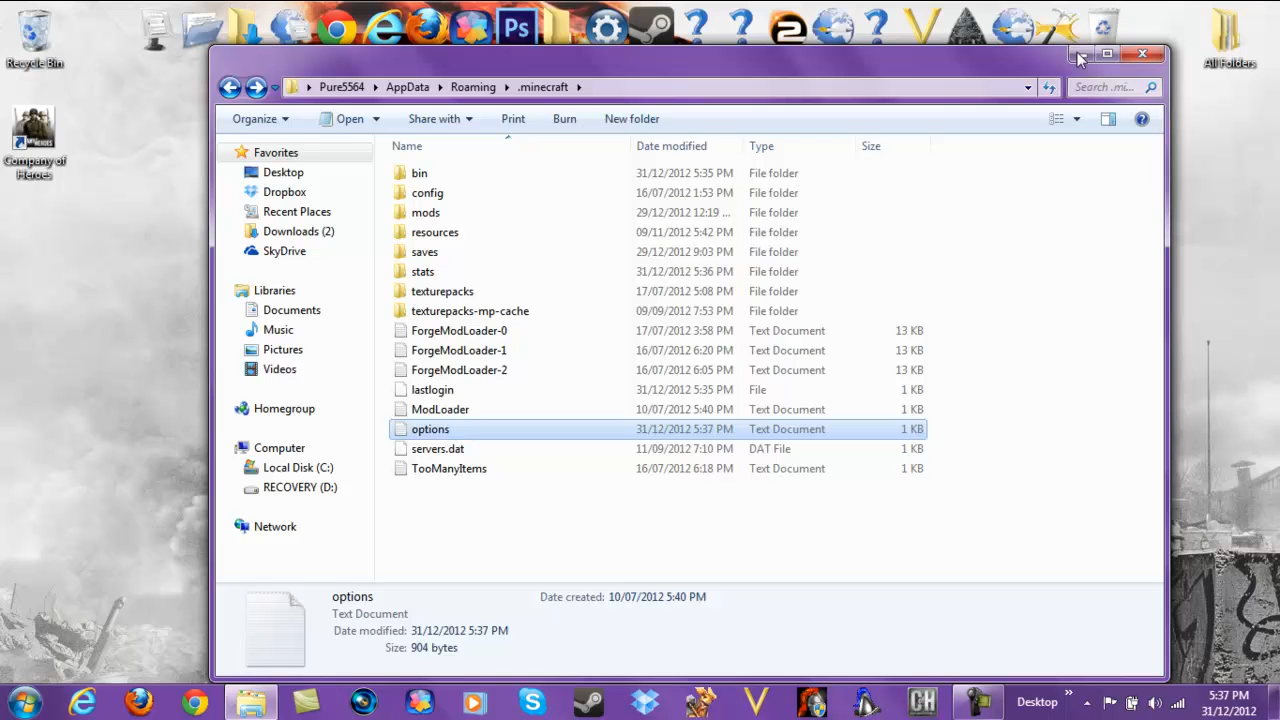 Recycle Bin
Company of Heroes
Ps
2
All Folders
Pure5564 AppData Roaming .minecraft
Search .mi...
Organize Open Share with Print Burn New folder
Name Date modified Type Size
Favorites
Desktop
Dropbox
Recent Places
Downloads (2)
SkyDrive
Libraries
Documents
Music
Pictures
Videos
Homegroup
Computer
Local Disk (C:)
RECOVERY (D:)
Network
bin 31/12/2012 5:35 PM File folder
config 16/07/2012 1:53 PM File folder
mods 29/12/2012 12:19 ... File folder
resources 09/11/2012 5:42 PM File folder
saves 29/12/2012 9:03 PM File folder
stats 31/12/2012 5:36 PM File folder
texturepacks 17/07/2012 5:08 PM File folder
texturepacks-mp-cache 09/09/2012 7:53 PM File folder
ForgeModLoader-0 17/07/2012 3:58 PM Text Document 13 KB
ForgeModLoader-1 16/07/2012 6:20 PM Text Document 13 KB
ForgeModLoader-2 16/07/2012 6:05 PM Text Document 13 KB
lastlogin 31/12/2012 5:35 PM File 1 KB
ModLoader 10/07/2012 5:40 PM Text Document 1 KB
options 31/12/2012 5:37 PM Text Document 1 KB
servers.dat 11/09/2012 7:10 PM DAT File 1 KB
TooManyItems 16/07/2012 6:18 PM Text Document 1 KB
options Date created: 10/07/2012 5:40 PM
Text Document
Date modified: 31/12/2012 5:37 PM
Size: 904 bytes
CH
Desktop
5:37 PM
31/12/2012